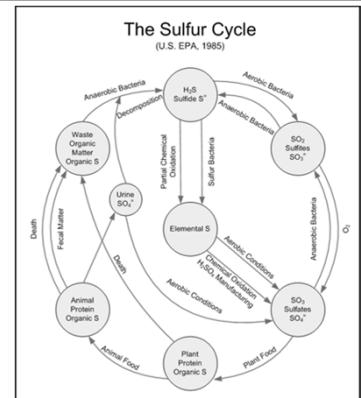 The Sulfur Cycle
(U.S. EPA, 1985)
Anaerobic Bacteria
Decomposition
H₂S
Sulfide S⁼
Aerobic Bacteria
Anaerobic Bacteria
Waste
Organic
Matter
Organic S
SO₂
Sulfites
SO₃⁼
Partial Chemical
Oxidation
Sulfur Bacteria
Urine
SO₄⁼
Elemental S
Death
Fecal Matter
Death
Anaerobic Bacteria
O₂
Aerobic Conditions
Chemical Oxidation
H₂SO₄ Manufacturing
Aerobic Conditions
Animal
Protein
Organic S
SO₃
Sulfates
SO₄⁼
Plant
Protein
Organic S
Animal Food
Plant Food